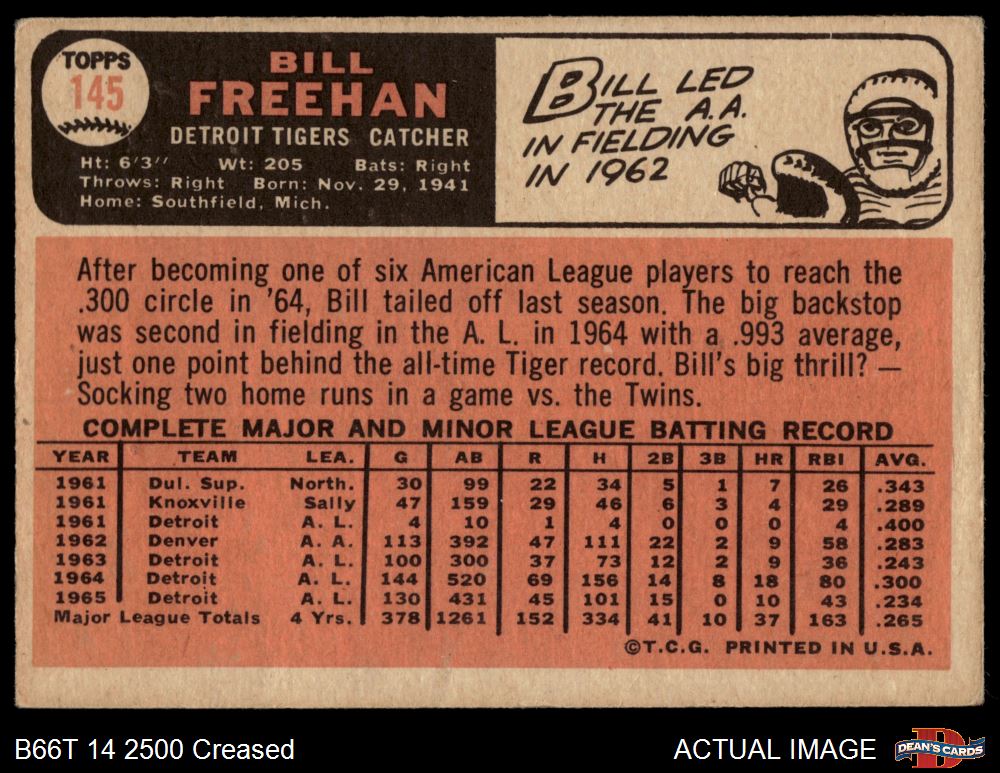 TOPPS
145
BILL
FREEHAN
DETROIT TIGERS CATCHER
Ht: 6'3" Wt: 205 Bats: Right
Throws: Right Born: Nov. 29, 1941
Home: Southfield, Mich.
BILL LED
THE A.A.
IN FIELDING
IN 1962
After becoming one of six American League players to reach the
.300 circle in '64, Bill tailed off last season. The big backstop
was second in fielding in the A. L. in 1964 with a .993 average,
just one point behind the all-time Tiger record. Bill's big thrill? —
Socking two home runs in a game vs. the Twins.
COMPLETE MAJOR AND MINOR LEAGUE BATTING RECORD
YEAR TEAM LEA. G AB R H 2B 3B HR RBI AVG.
1961 Dul. Sup. North. 30 99 22 34 5 1 7 26 .343
1961 Knoxville Sally 47 159 29 46 6 3 4 29 .289
1961 Detroit A. L. 4 10 1 4 0 0 0 4 .400
1962 Denver A. A. 113 392 47 111 22 2 9 58 .283
1963 Detroit A. L. 100 300 37 73 12 2 9 36 .243
1964 Detroit A. L. 144 520 69 156 14 8 18 80 .300
1965 Detroit A. L. 130 431 45 101 15 0 10 43 .234
Major League Totals 4 Yrs. 378 1261 152 334 41 10 37 163 .265
©T.C.G. PRINTED IN U.S.A.
B66T 14 2500 Creased
ACTUAL IMAGE
DEAN'S CARDS